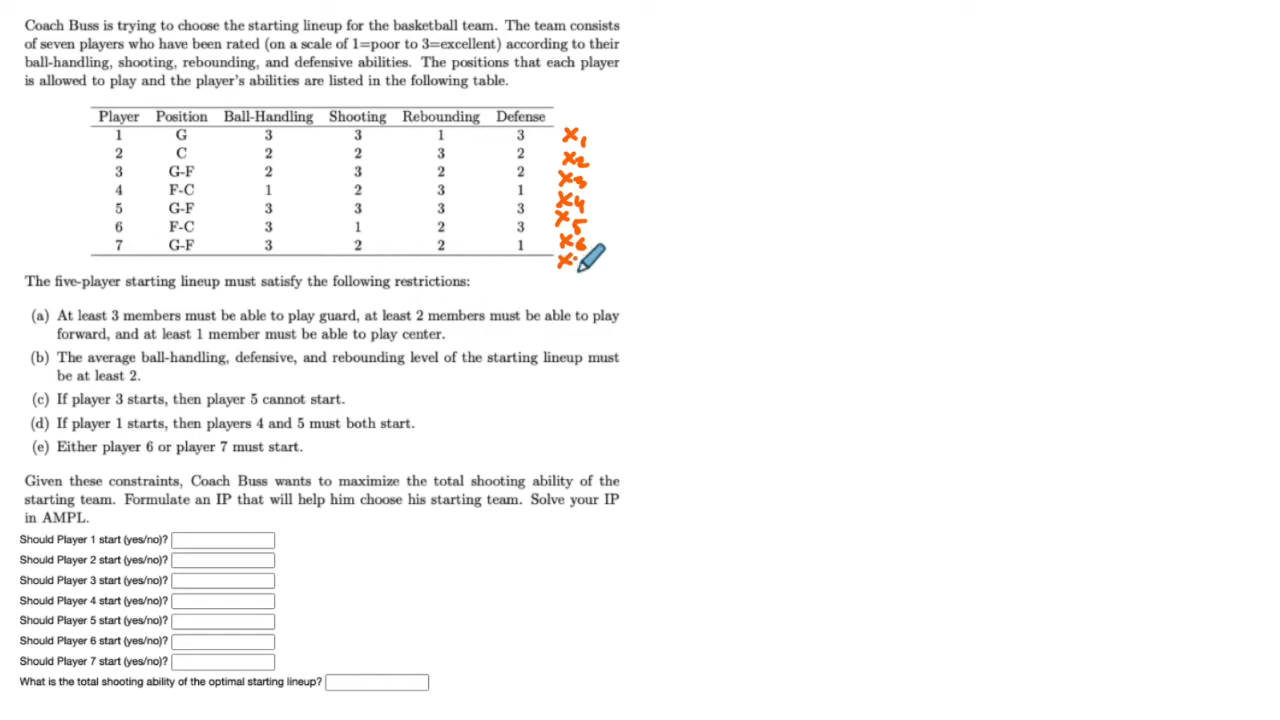 Coach Buss is trying to choose the starting lineup for the basketball team. The team consists
of seven players who have been rated (on a scale of 1=poor to 3=excellent) according to their
ball-handling, shooting, rebounding, and defensive abilities. The positions that each player
is allowed to play and the player's abilities are listed in the following table.
Player Position Ball-Handling Shooting Rebounding Defense
1 G 3 3 1 3 x1
2 C 2 2 3 2 x2
3 G-F 2 3 2 2 x3
4 F-C 1 2 3 1 x4
5 G-F 3 3 3 3 x5
6 F-C 3 1 2 3 x6
7 G-F 3 2 2 1 x
The five-player starting lineup must satisfy the following restrictions:
(a) At least 3 members must be able to play guard, at least 2 members must be able to play
forward, and at least 1 member must be able to play center.
(b) The average ball-handling, defensive, and rebounding level of the starting lineup must
be at least 2.
(c) If player 3 starts, then player 5 cannot start.
(d) If player 1 starts, then players 4 and 5 must both start.
(e) Either player 6 or player 7 must start.
Given these constraints, Coach Buss wants to maximize the total shooting ability of the
starting team. Formulate an IP that will help him choose his starting team. Solve your IP
in AMPL.
Should Player 1 start (yes/no)?
Should Player 2 start (yes/no)?
Should Player 3 start (yes/no)?
Should Player 4 start (yes/no)?
Should Player 5 start (yes/no)?
Should Player 6 start (yes/no)?
Should Player 7 start (yes/no)?
What is the total shooting ability of the optimal starting lineup?